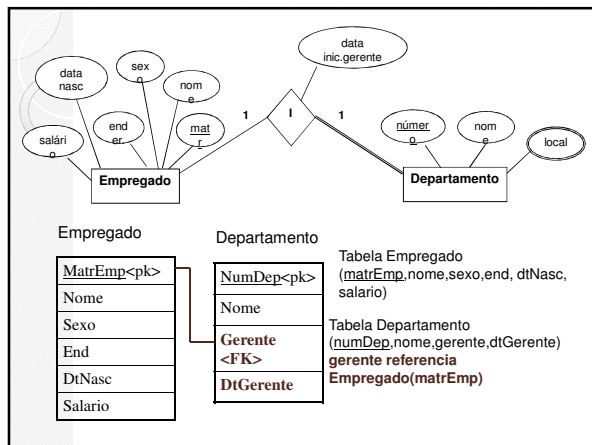 data
inic.gerente
sex
o
data
nasc
nom
e
1
I
1
salári
o
end
er.
mat
r
númer
o
nom
e
local
Empregado
Departamento
Empregado
MatrEmp<pk>
Nome
Sexo
End
DtNasc
Salario
Departamento
NumDep<pk>
Nome
Gerente
<FK>
DtGerente
Tabela Empregado
(matrEmp,nome,sexo,end, dtNasc,
salario)
Tabela Departamento
(numDep,nome,gerente,dtGerente)
gerente referencia
Empregado(matrEmp)